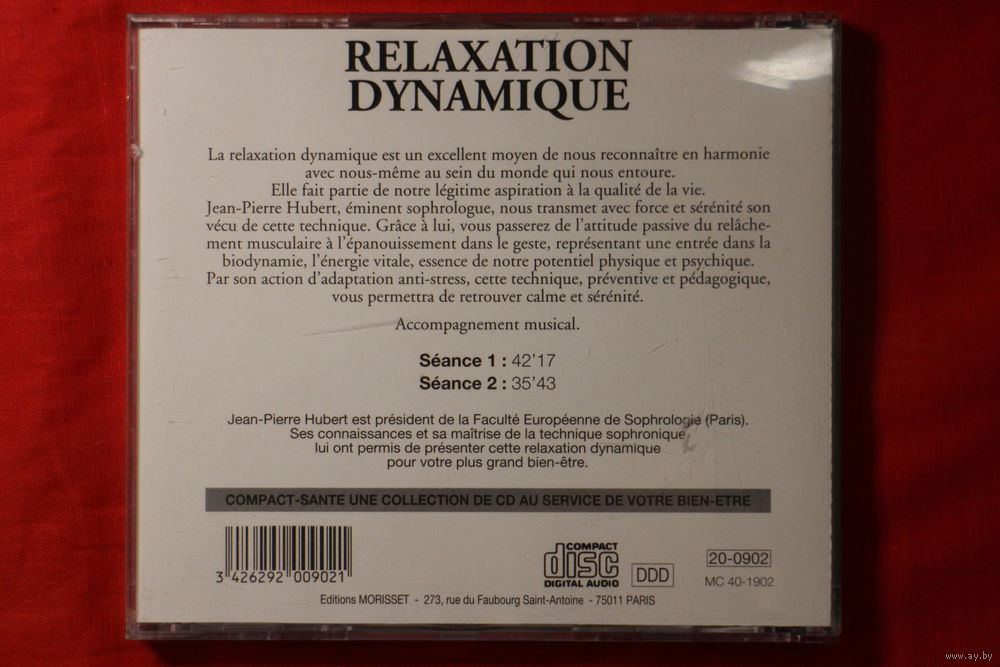 RELAXATION
DYNAMIQUE
La relaxation dynamique est un excellent moyen de nous reconnaître en harmonie
avec nous-même au sein du monde qui nous entoure.
Elle fait partie de notre légitime aspiration à la qualité de la vie.
Jean-Pierre Hubert, éminent sophrologue, nous transmet avec force et sérénité son
vécu de cette technique. Grâce à lui, vous passerez de l'attitude passive du relâche-
ment musculaire à l'épanouissement dans le geste, représentant une entrée dans la
biodynamie, l'énergie vitale, essence de notre potentiel physique et psychique.
Par son action d'adaptation anti-stress, cette technique, préventive et pédagogique,
vous permettra de retrouver calme et sérénité.
Accompagnement musical.
Séance 1 : 42'17
Séance 2 : 35'43
Jean-Pierre Hubert est président de la Faculté Européenne de Sophrologie (Paris).
Ses connaissances et sa maîtrise de la technique sophronique
lui ont permis de présenter cette relaxation dynamique
pour votre plus grand bien-être.
COMPACT-SANTE UNE COLLECTION DE CD AU SERVICE DE VOTRE BIEN-ETRE
3 426292 009021
COMPACT
disc
DIGITAL AUDIO
DDD
20-0902
MC 40-1902
Editions MORISSET - 273, rue du Faubourg Saint-Antoine - 75011 PARIS
www.ay.by